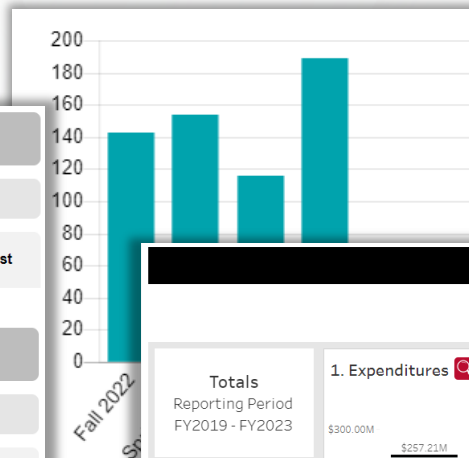 200
180
160
140
120
100
80
60
40
20
0
st
Fall 2022
Totals
Reporting Period
FY2019 - FY2023
1. Expenditures
$300.00M
$257.21M